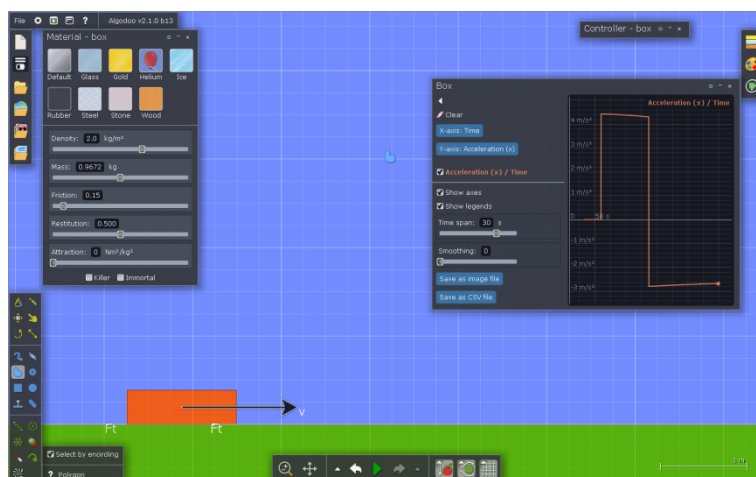 File ? Algodoo v2.1.0 b13
Material - box
Default Glass Gold Helium Ice
Rubber Steel Stone Wood
Density: 2.0 kg/m²
Mass: 0.9672 kg
Friction: 0.15
Restitution: 0.500
Attraction: 0 Nm²/kg²
Killer Immortal
Controller - box
Box
Clear
X-axis: Time
Y-axis: Acceleration (x)
Acceleration (x) / Time
Show axes
Show legends
Time span: 30 s
Smoothing: 0
Save as image file
Save as CSV file
Acceleration (x) / Time
4 m/s²
3 m/s²
2 m/s²
1 m/s²
0
-1 m/s²
-2 m/s²
-3 m/s²
v
Ft Ft
Select by encording
? Polygon
1 m